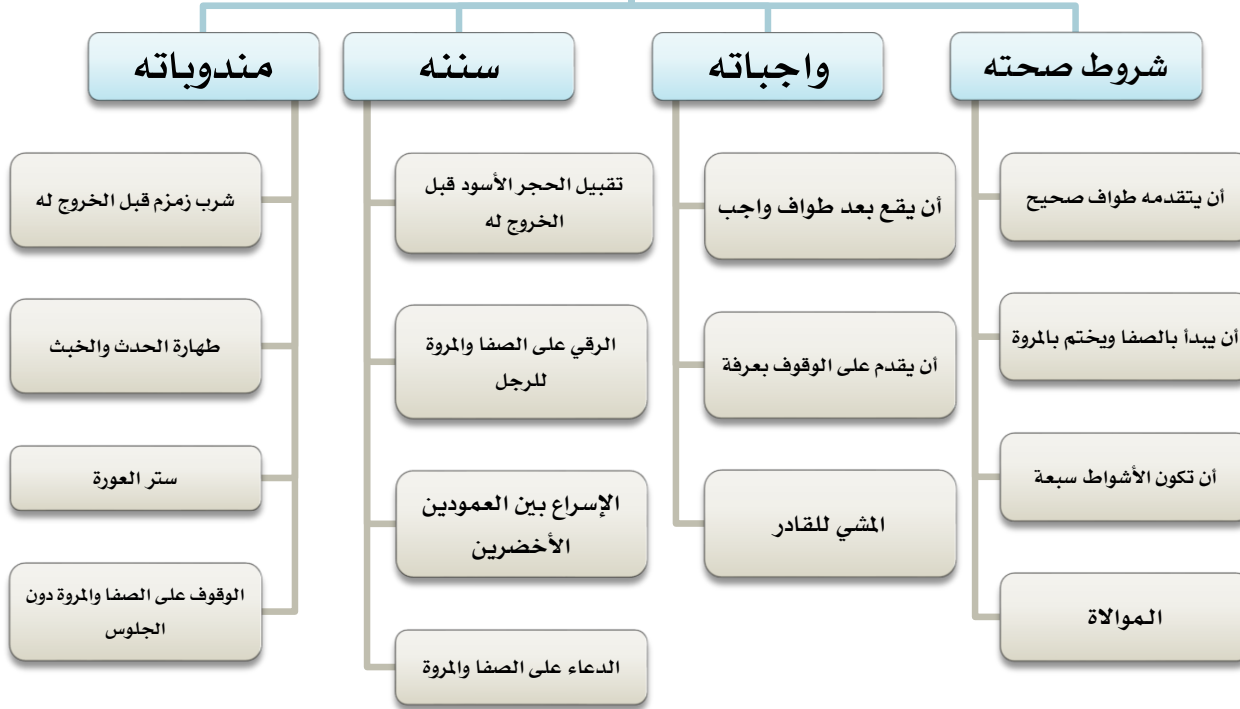 شروط صحته
أن يتقدمه طواف صحيح
أن يبدأ بالصفا ويختم بالمروة
أن تكون الأشواط سبعة
الموالاة
واجباته
أن يقع بعد طواف واجب
أن يقدم على الوقوف بعرفة
المشي للقادر
سننه
تقبيل الحجر الأسود قبل
الخروج له
الرقي على الصفا والمروة
للرجل
الإسراع بين العمودين
الأخضرين
الدعاء على الصفا والمروة
مندوباته
شرب زمزم قبل الخروج له
طهارة الحدث والخبث
ستر العورة
الوقوف على الصفا والمروة دون
الجلوس